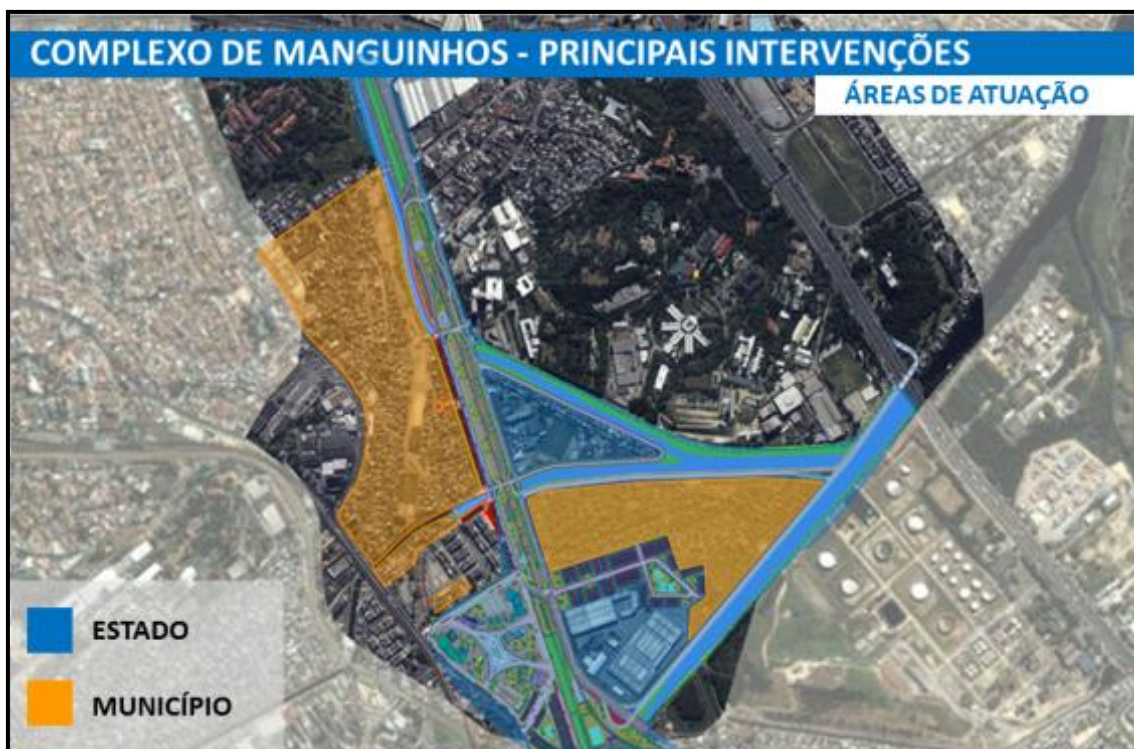 COMPLEXO DE MANGUINHOS - PRINCIPAIS INTERVENÇÕES
ÁREAS DE ATUAÇÃO
ESTADO
MUNICÍPIO